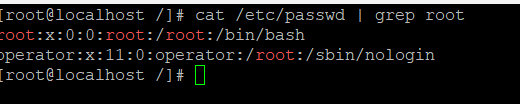 [root@localhost /]# cat /etc/passwd | grep root
root:x:0:0:root:/root:/bin/bash
operator:x:11:0:operator:/root:/sbin/nologin
[root@localhost /]#